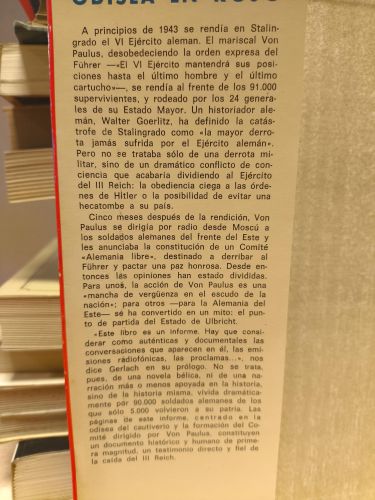 ODISEA EN ROJO
A principios de 1943 se rendía en Stalin-
grado el VI Ejército aleman. El mariscal Von
Paulus, desobedeciendo la orden expresa del
Führer —«El VI Ejército mantendrá sus po-
siciones hasta el último hombre y el último
cartucho»—, se rendía al frente de los 91.000
supervivientes, y rodeado por los 24 genera-
les de su Estado Mayor. Un historiador ale-
mán, Walter Goerlitz, ha definido la catás-
trofe de Stalingrado como «la mayor derro-
ta jamás sufrida por el Ejército alemán».
Pero no se trataba sólo de una derrota mi-
litar, sino de un dramático conflicto de con-
ciencia que acabaría dividiendo al Ejército
del III Reich: la obediencia ciega a las órde-
nes de Hitler o la posibilidad de evitar una
hecatombe a su país.
Cinco meses después de la rendición, Von
Paulus se dirigía por radio desde Moscú a
los soldados alemanes del frente del Este y
les anunciaba la constitución de un Comité
«Alemania libre», destinado a derribar al
Führer y pactar una paz honrosa. Desde en-
tonces las opiniones han estado divididas.
Para unos, la acción de Von Paulus es una
«mancha de vergüenza en el escudo de la
nación»; para otros —para la Alemania del
Este— se ha convertido en un mito: el pun-
to de partida del Estado de Ulbricht.
«Este libro es un informe. Hay que consi-
derar como auténticas y documentales las
conversaciones que aparecen en él, las emi-
siones radiofónicas, las proclamas...», nos
dice Gerlach en su prólogo. No se trata,
pues, de una novela bélica, ni de una na-
rración más o menos apoyada en la historia,
sino de la historia misma, vivida dramática-
mente por 90.000 soldados alemanes de los
que sólo 5.000 volvieron a su patria. Las
páginas de este informe, centrado en la
odisea del cautiverio y la formación del Co-
mité dirigido por Von Paulus, constituyen
un documento histórico y humano de prime-
ra magnitud, un testimonio directo y fiel de
la caída del III Reich.